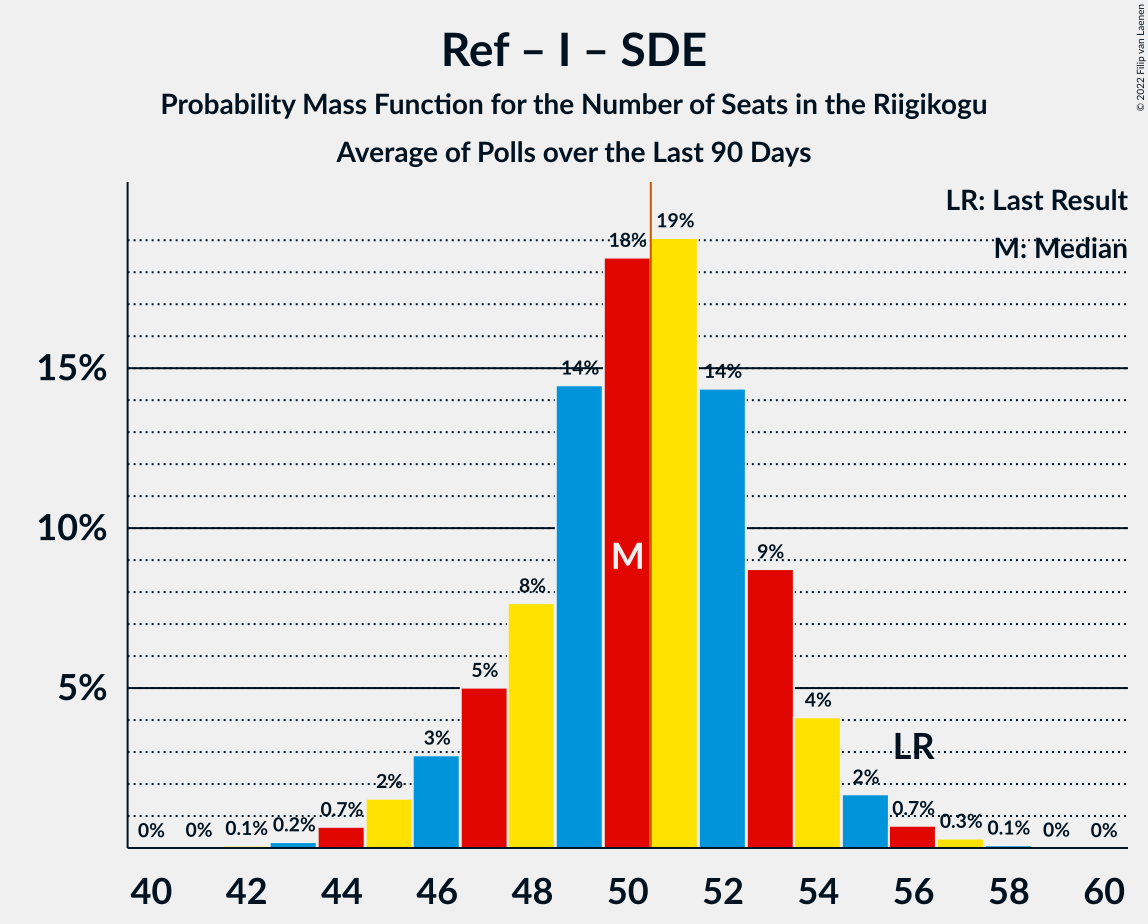 Ref – I – SDE
Probability Mass Function for the Number of Seats in the Riigikogu
Average of Polls over the Last 90 Days
© 2022 Filip van Laenen
LR: Last Result
M: Median
15%
10%
5%
0%
0%
0.1%
0.2%
0.7%
2%
3%
5%
8%
14%
18%
19%
14%
9%
4%
2%
0.7%
0.3%
0.1%
0%
0%
M
LR
40 42 44 46 48 50 52 54 56 58 60